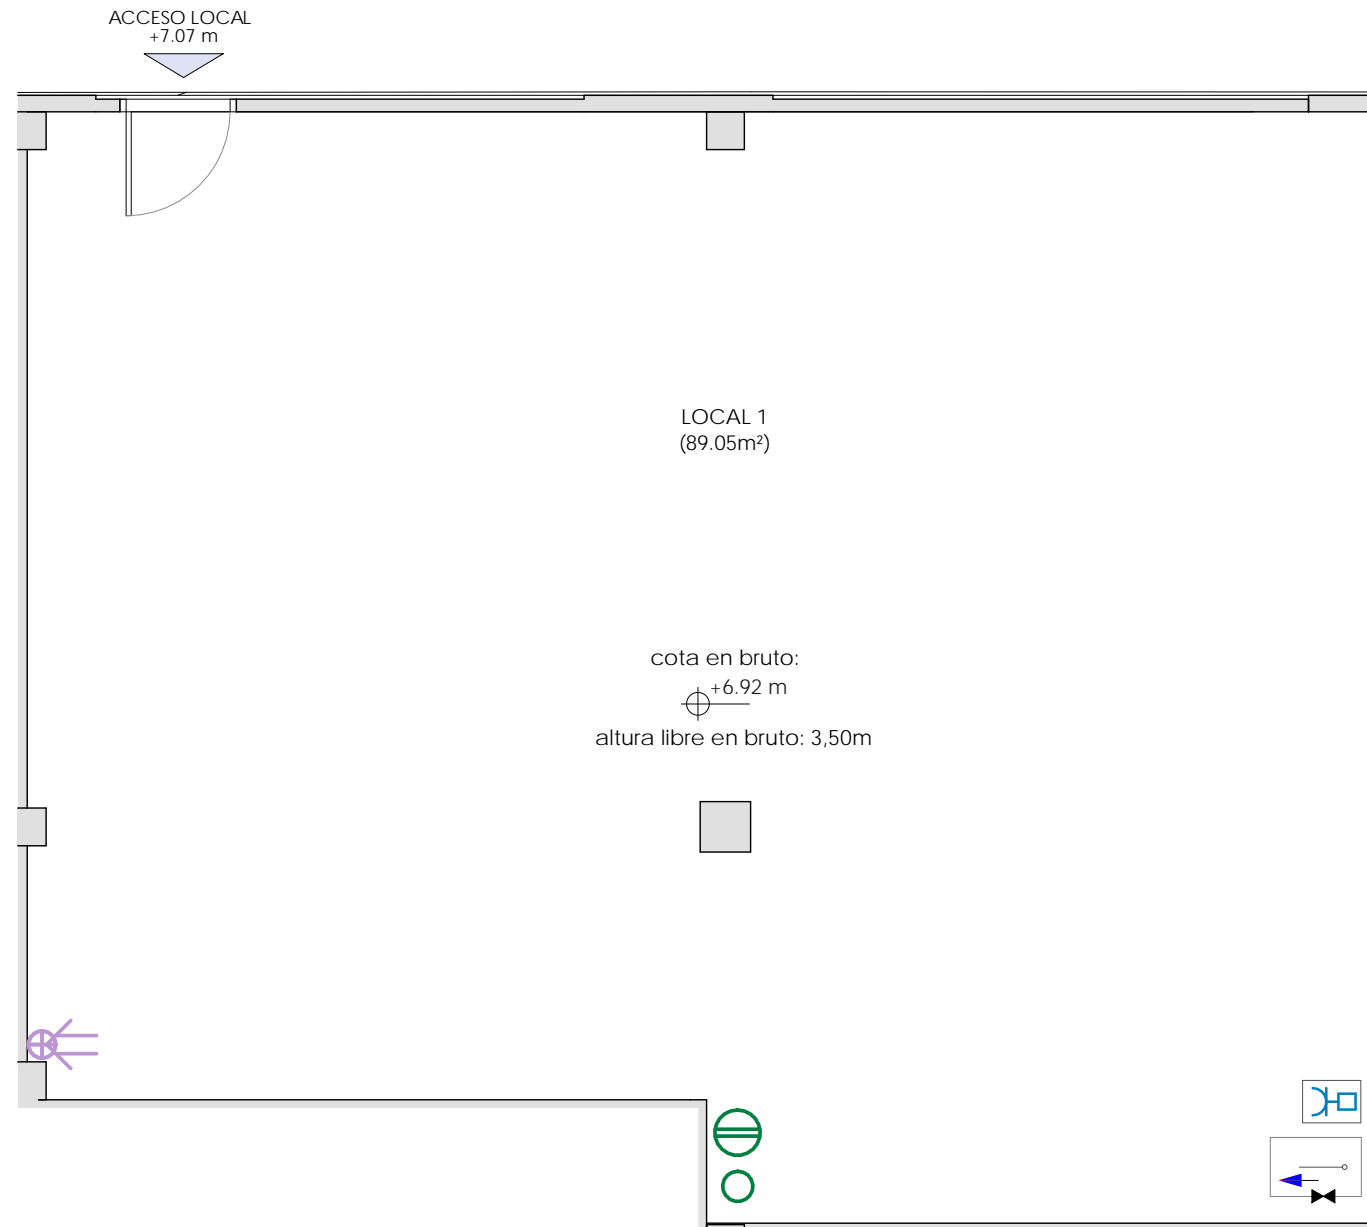 ACCESO LOCAL
+7.07 m
LOCAL 1
(89.05m²)
cota en bruto:
+6.92 m
altura libre en bruto: 3,50m